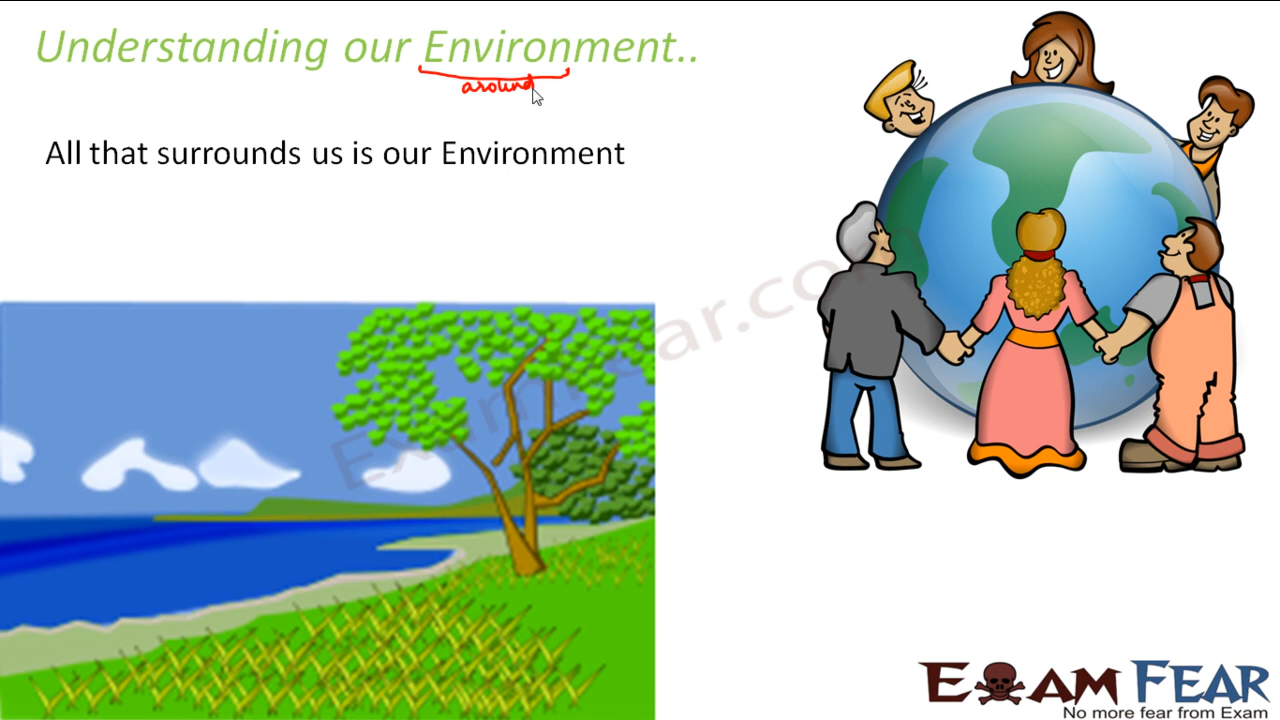 Understanding our Environment..
around
All that surrounds us is our Environment
Examfear.com
EXAM FEAR
No more fear from Exam